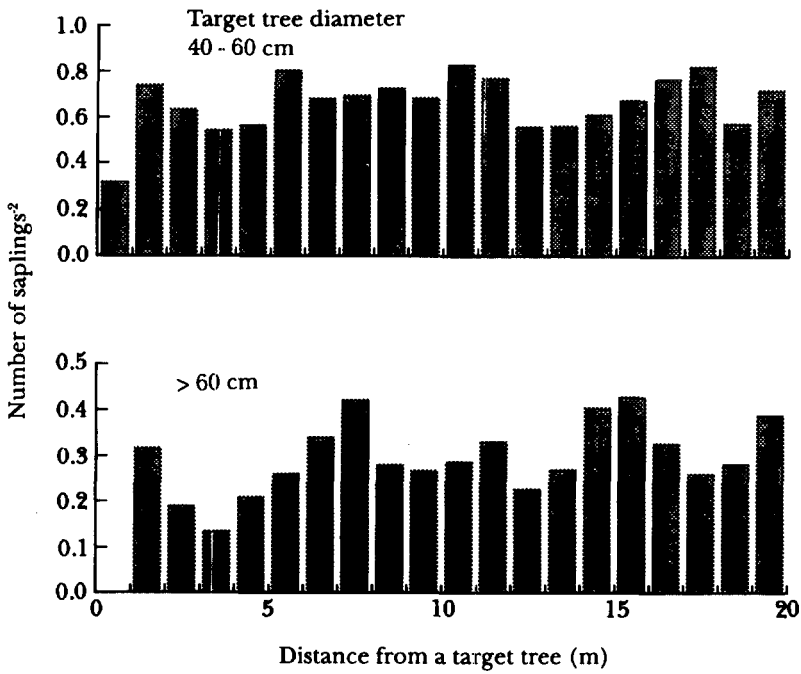 Target tree diameter
40 - 60 cm
1.0
0.8
0.6
0.4
0.2
0.0
Number of saplings⁻²
> 60 cm
0.5
0.4
0.3
0.2
0.1
0.0
0 5 10 15 20
Distance from a target tree (m)